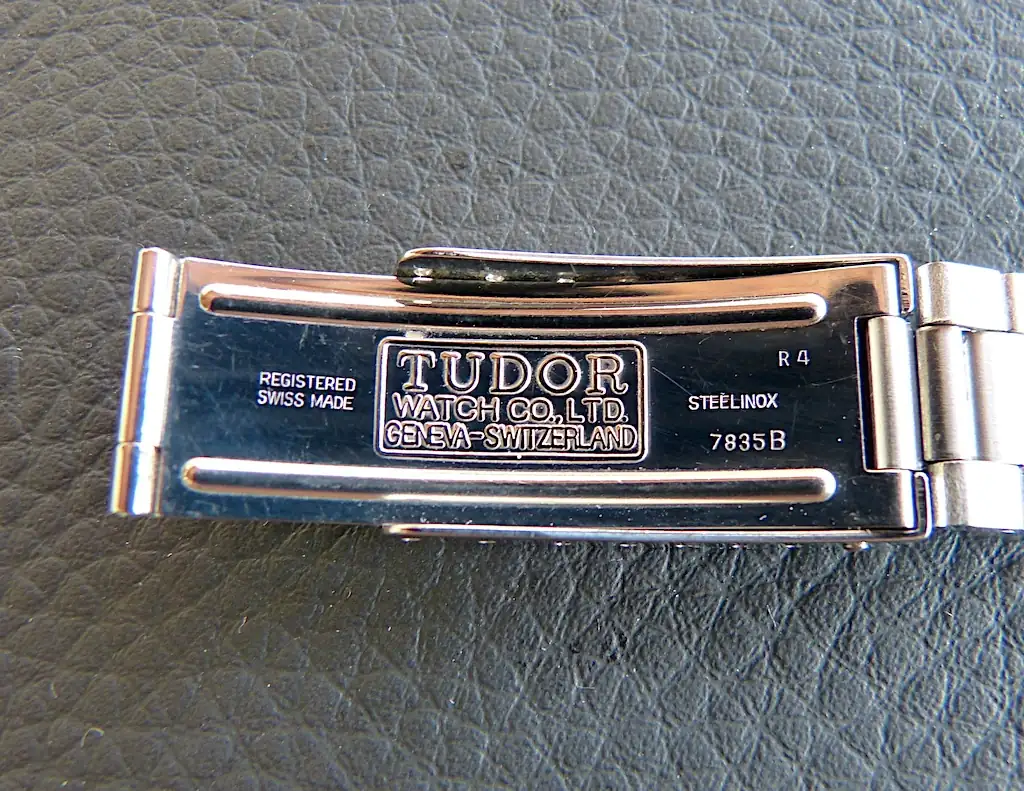 REGISTERED
SWISS MADE
TUDOR
WATCH CO., LTD.
GENEVA-SWITZERLAND
R 4
STEELINOX
7835B